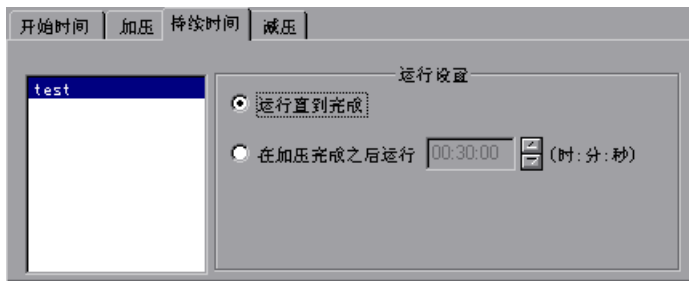 开始时间 加压 持续时间 减压
test
运行设置
运行直到完成
在加压完成之后运行 00:30:00 (时:分:秒)